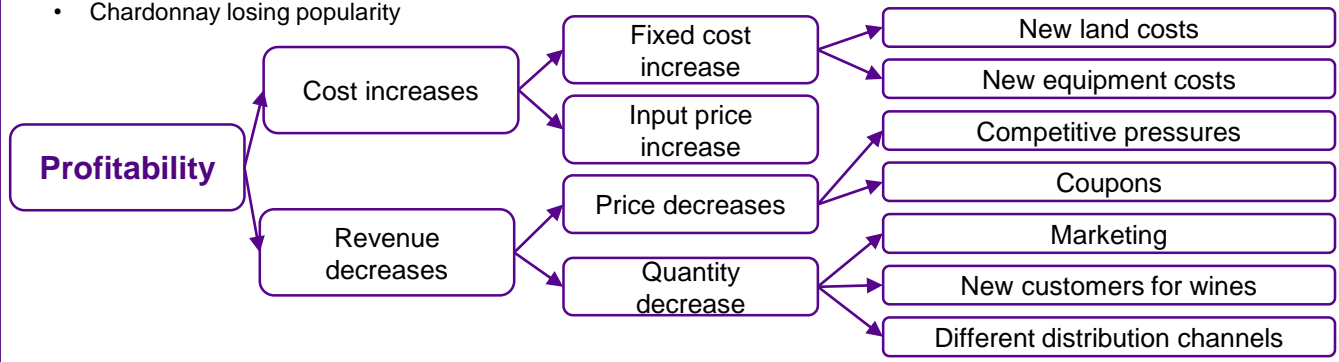 • Chardonnay losing popularity
Profitability
Cost increases
Revenue
decreases
Fixed cost
increase
Input price
increase
Price decreases
Quantity
decrease
New land costs
New equipment costs
Competitive pressures
Coupons
Marketing
New customers for wines
Different distribution channels